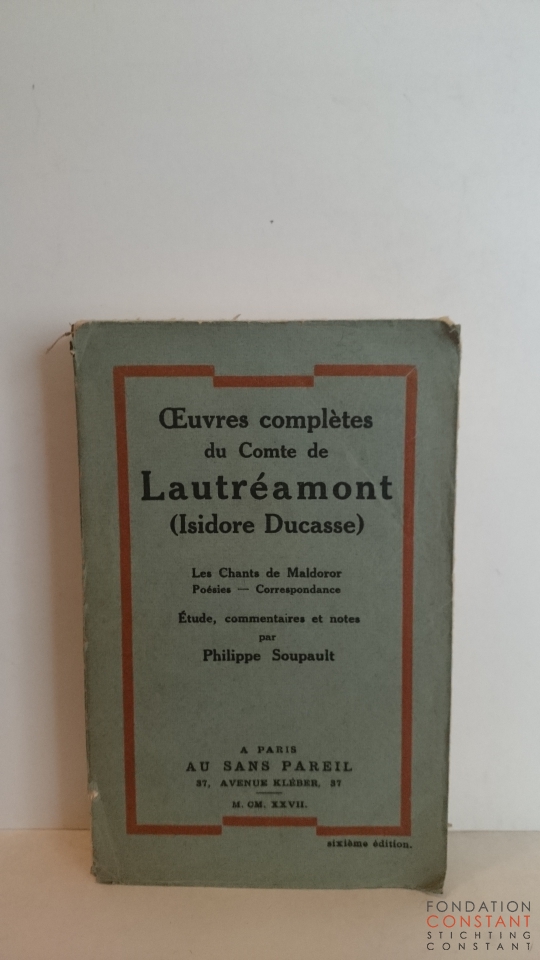 Œuvres complètes
du Comte de
Lautréamont
(Isidore Ducasse)
Les Chants de Maldoror
Poésies — Correspondance
Étude, commentaires et notes
par
Philippe Soupault
A PARIS
AU SANS PAREIL
37, AVENUE KLÉBER, 37
M. CM. XXVII.
sixième édition.
FONDATION
CONSTANT
STICHTING
CONSTANT